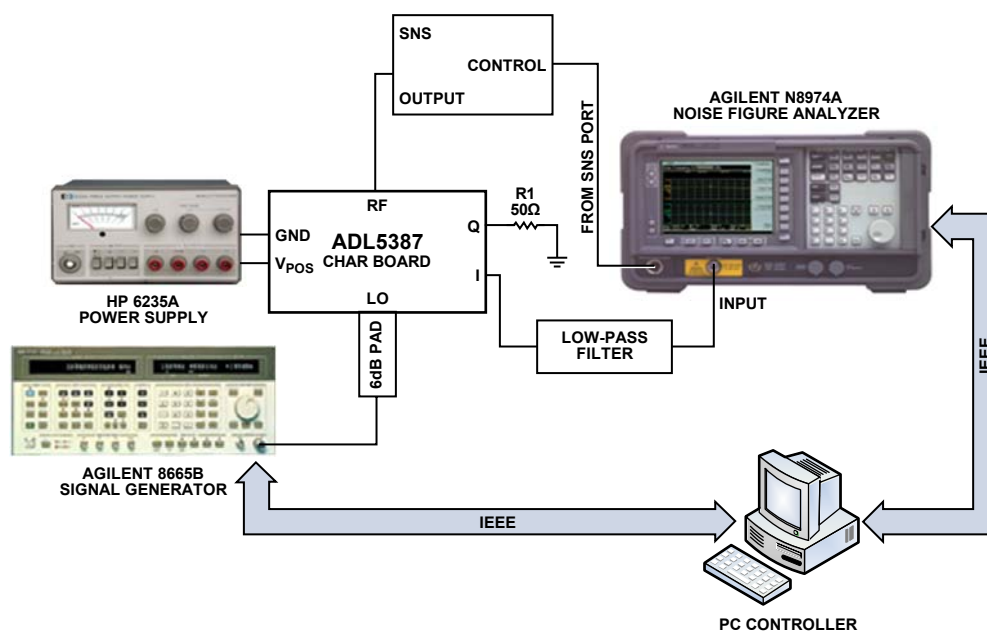 SNS
CONTROL
OUTPUT
AGILENT N8974A
NOISE FIGURE ANALYZER
FROM SNS PORT
RF
GND
ADL5387
CHAR BOARD
VPOS
LO
Q
I
R1
50Ω
HP 6235A
POWER SUPPLY
6dB PAD
LOW-PASS
FILTER
INPUT
AGILENT 8665B
SIGNAL GENERATOR
IEEE
IEEE
PC CONTROLLER